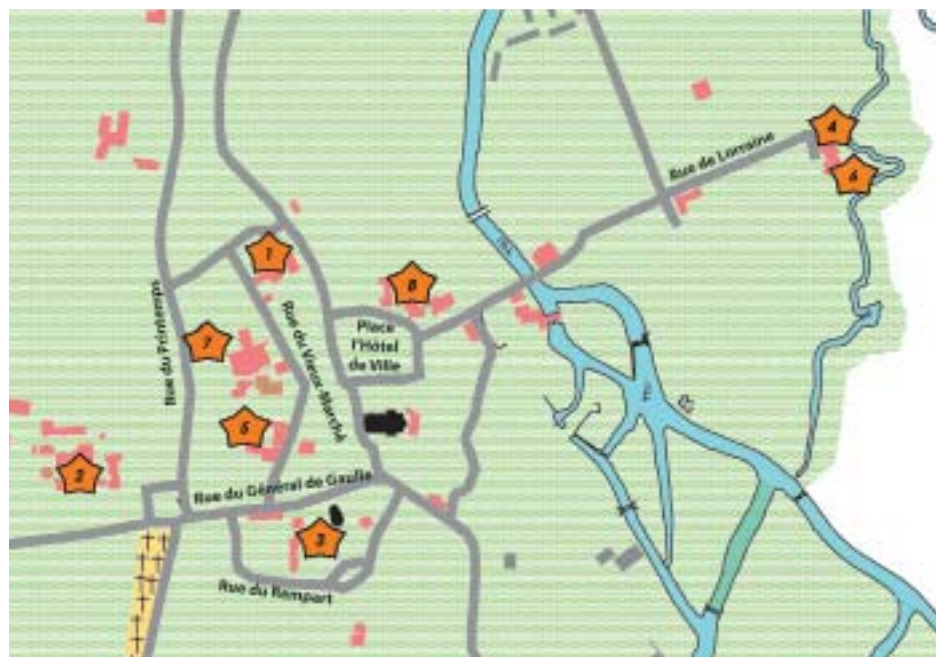 4
Rue de Lorraine
6
1
8
Rue du Printemps
Rue du Vieux-Marché
Place
l'Hôtel
de Ville
7
5
2
Rue du Général de Gaulle
3
Rue du Rempart